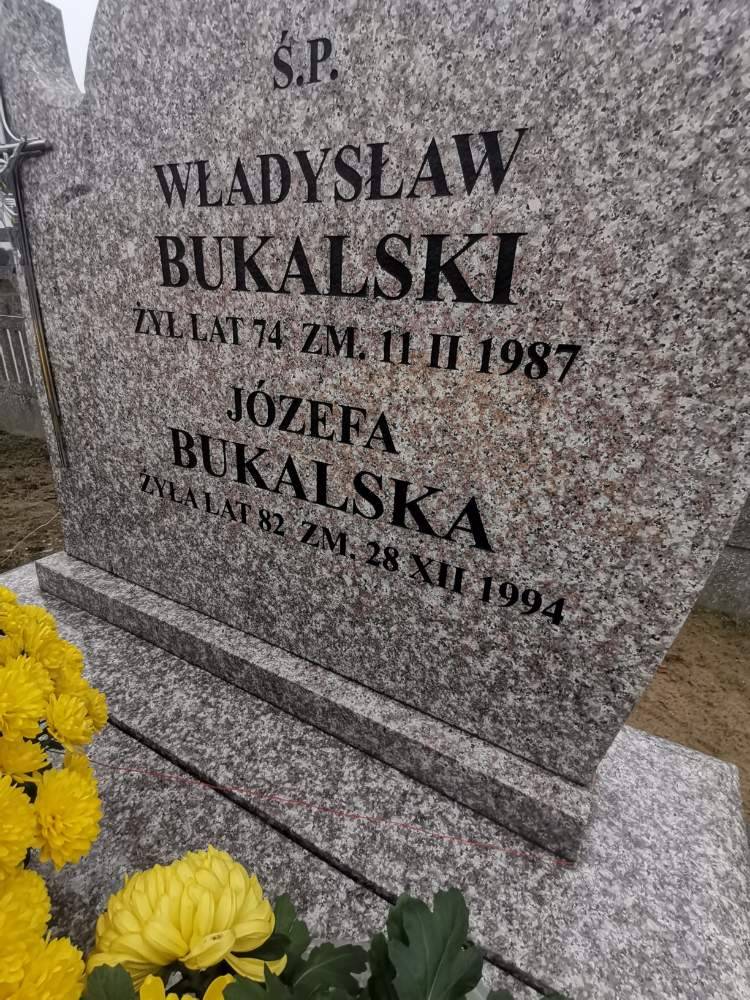 Ś.P.
WŁADYSŁAW
BUKALSKI
ŻYŁ LAT 74 ZM. 11 II 1987
JÓZEFA
BUKALSKA
ŻYŁA LAT 82 ZM. 28 XII 1994